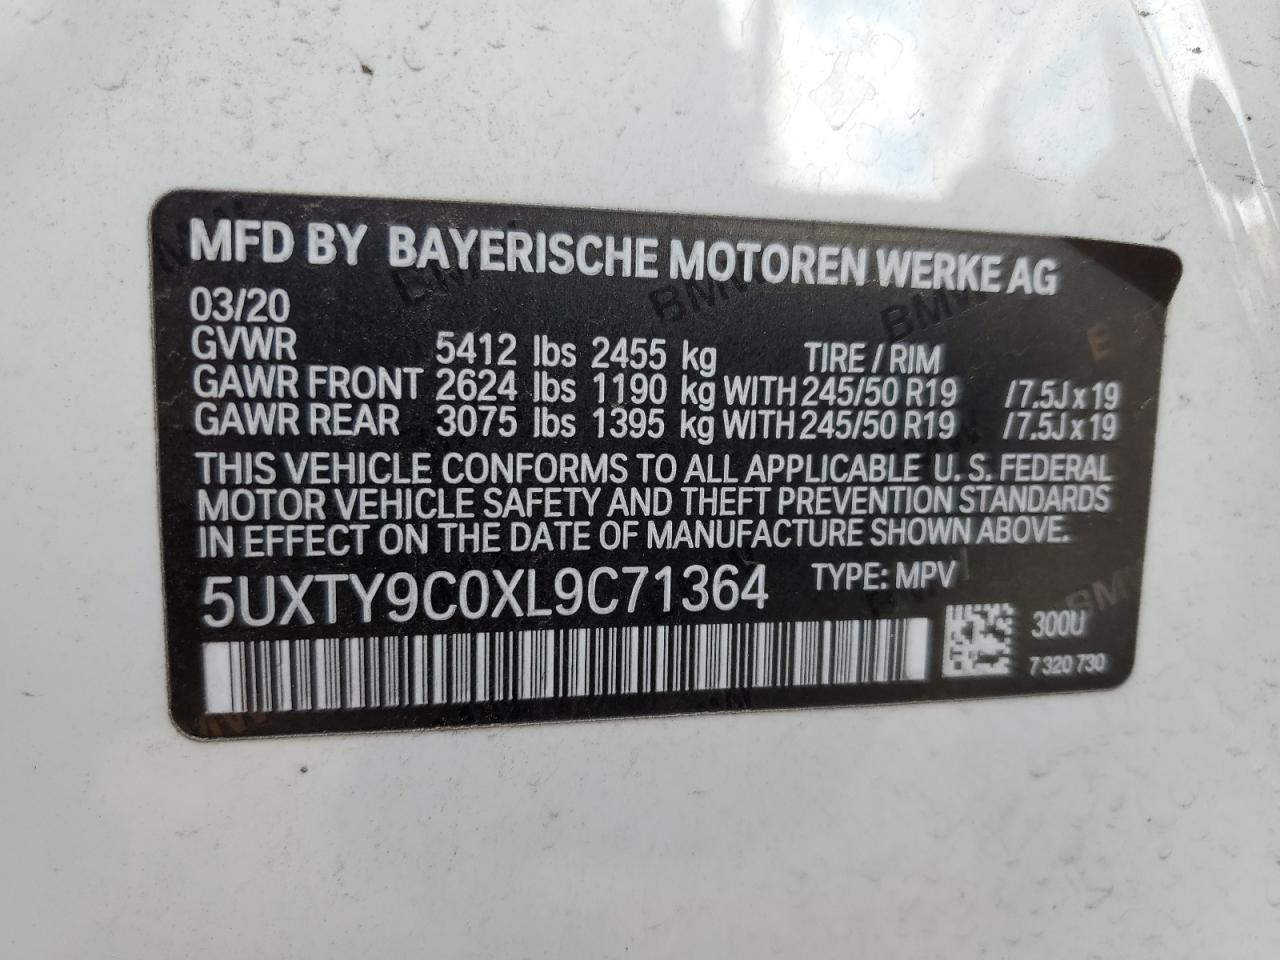 MFD BY BAYERISCHE MOTOREN WERKE AG
03/20
GVWR 5412 lbs 2455 kg TIRE / RIM
GAWR FRONT 2624 lbs 1190 kg WITH 245/50 R19 /7.5J x 19
GAWR REAR 3075 lbs 1395 kg WITH 245/50 R19 /7.5J x 19
THIS VEHICLE CONFORMS TO ALL APPLICABLE U. S. FEDERAL
MOTOR VEHICLE SAFETY AND THEFT PREVENTION STANDARDS
IN EFFECT ON THE DATE OF MANUFACTURE SHOWN ABOVE.
5UXTY9C0XL9C71364 TYPE: MPV
300U
7 320 730